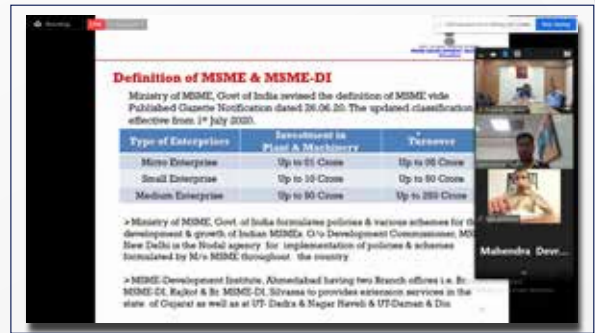 Definition of MSME & MSME-DI
Ministry of MSME, Govt of India revised the definition of MSME vide
Published Gazette Notification dated 26.06.20. The updated classification
effective from 1st July 2020.
Type of Enterprises Investment in Plant & Machinery Turnover
Micro Enterprise Up to 01 Crore Up to 05 Crore
Small Enterprise Up to 10 Crore Up to 50 Crore
Medium Enterprise Up to 50 Crore Up to 250 Crore
>Ministry of MSME, Govt. of India formulates policies & various schemes for th
development & growth of Indian MSMEs. O/o Development Commissioner, MS
New Delhi is the Nodal agency for implementation of policies & schemes
formulated by M/o MSME throughout the country.
>MSME-Development Institute, Ahmedabad having two Branch offices i.e. Br.
MSME-DI, Rajkot & Br. MSME-DI, Silvassa to provides extension services in the
state of Gujarat as well as at UT- Dadra & Nagar Haveli & UT-Daman & Diu.
Mahendra Devr...